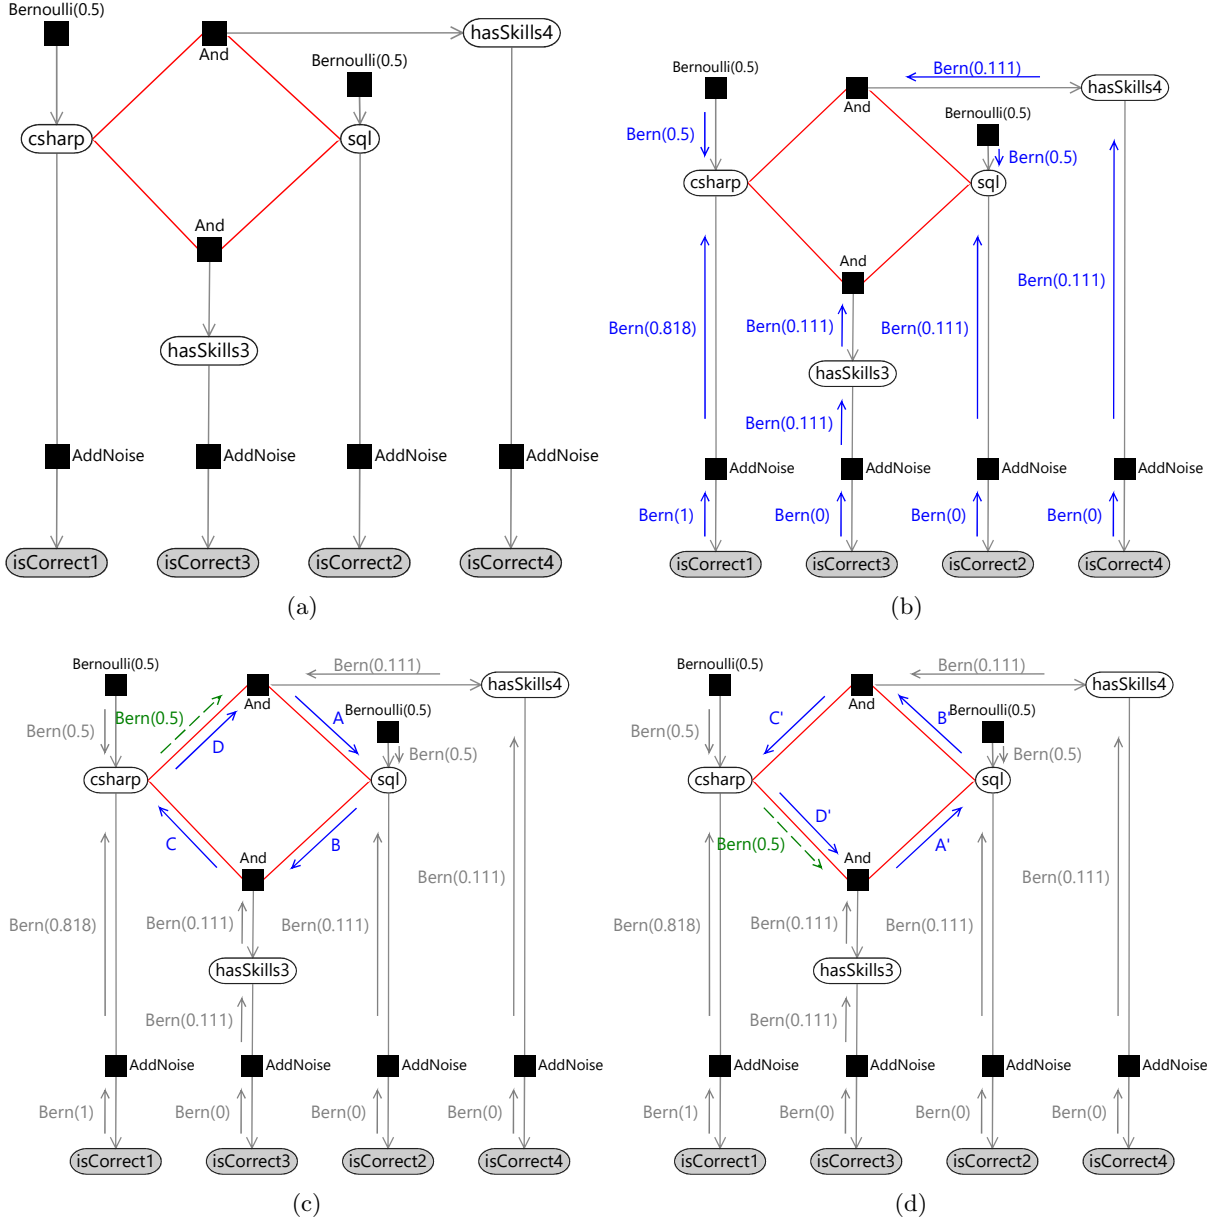 Bernoulli(0.5)
And
hasSkills4
Bernoulli(0.5)
csharp
sql
And
hasSkills3
AddNoise
AddNoise
AddNoise
AddNoise
isCorrect1
isCorrect3
isCorrect2
isCorrect4
(a)
Bernoulli(0.5)
Bern(0.111)
And
hasSkills4
Bernoulli(0.5)
Bern(0.5)
Bern(0.5)
csharp
sql
And
Bern(0.111)
Bern(0.818)
Bern(0.111)
Bern(0.111)
hasSkills3
Bern(0.111)
AddNoise
AddNoise
AddNoise
AddNoise
Bern(1)
Bern(0)
Bern(0)
Bern(0)
isCorrect1
isCorrect3
isCorrect2
isCorrect4
(b)
Bernoulli(0.5)
Bern(0.111)
hasSkills4
And
Bern(0.5)
A
Bernoulli(0.5)
Bern(0.5)
D
Bern(0.5)
csharp
sql
C
B
And
Bern(0.111)
Bern(0.818)
Bern(0.111)
Bern(0.111)
hasSkills3
Bern(0.111)
AddNoise
AddNoise
AddNoise
AddNoise
Bern(1)
Bern(0)
Bern(0)
Bern(0)
isCorrect1
isCorrect3
isCorrect2
isCorrect4
(c)
Bernoulli(0.5)
Bern(0.111)
hasSkills4
And
C'
B'
Bernoulli(0.5)
Bern(0.5)
Bern(0.5)
csharp
sql
D'
Bern(0.5)
A'
And
Bern(0.111)
Bern(0.818)
Bern(0.111)
Bern(0.111)
hasSkills3
Bern(0.111)
AddNoise
AddNoise
AddNoise
AddNoise
Bern(1)
Bern(0)
Bern(0)
Bern(0)
isCorrect1
isCorrect3
isCorrect2
isCorrect4
(d)